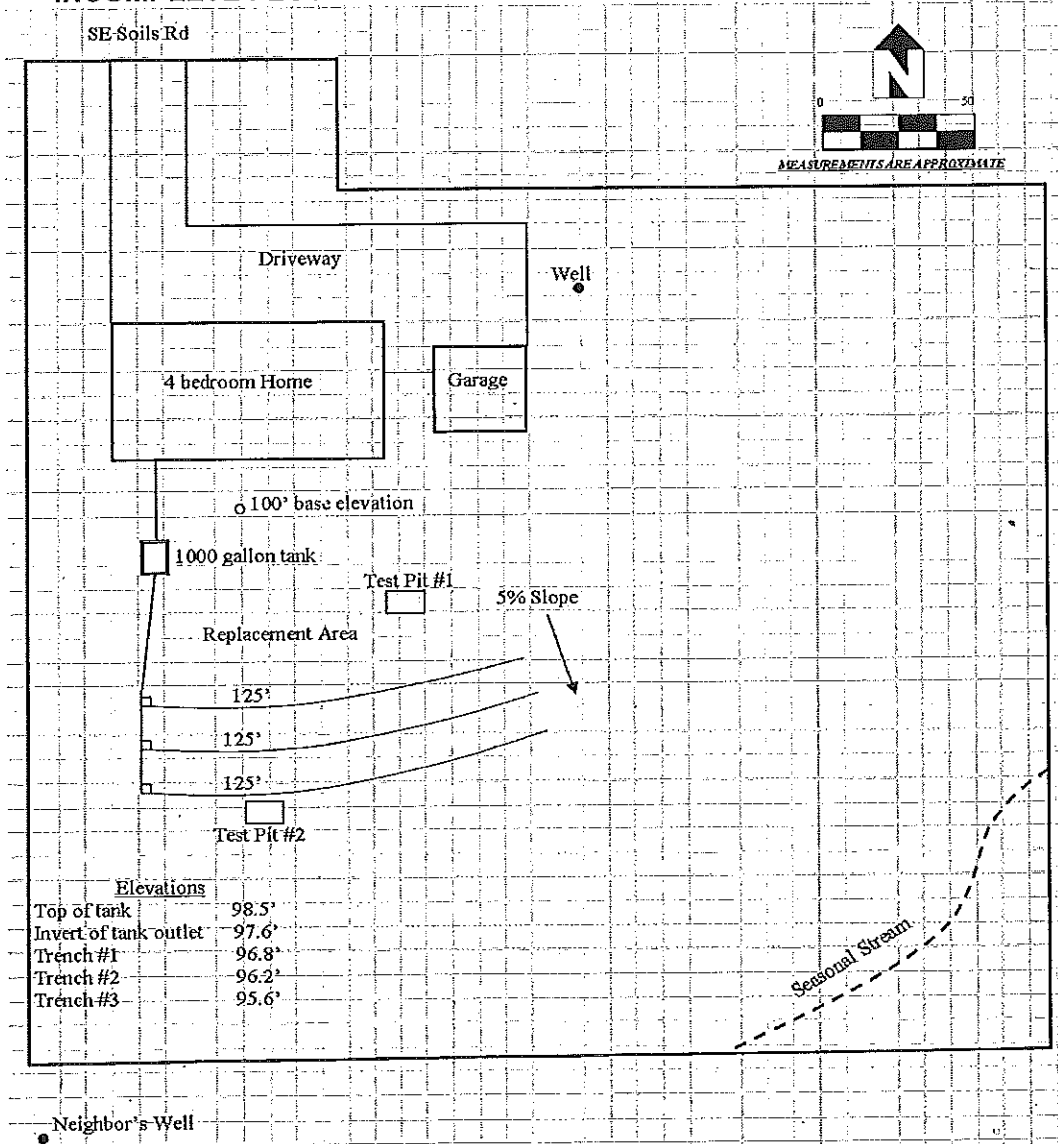 SE Soils Rd
N
0 50
MEASUREMENTS ARE APPROXIMATE
Driveway
Well
4 bedroom Home
Garage
100' base elevation
1000 gallon tank
Test Pit #1
5% Slope
Replacement Area
125'
125'
125'
Test Pit #2
Elevations
Top of tank 98.5'
Invert of tank outlet 97.6'
Trench #1 96.8'
Trench #2 96.2'
Trench #3 95.6'
Seasonal Stream
Neighbor's Well